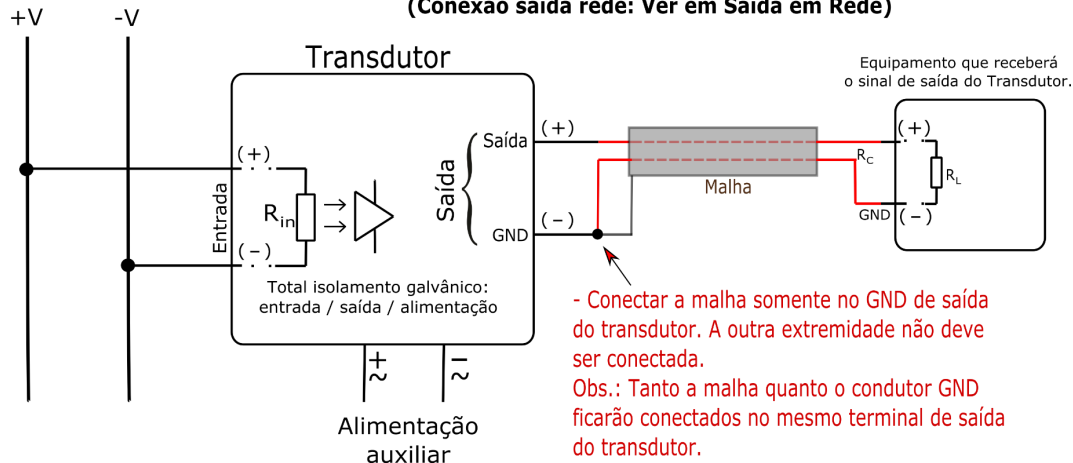 (Conexão saída rede: Ver em Saída em Rede)
+V
-V
Transdutor
Equipamento que receberá
o sinal de saída do Transdutor.
Saída
(+)
(+)
(+)
Rc
RL
Malha
Entrada
Rin
Saída
GND
(-)
GND
(-)
(-)
Total isolamento galvânico:
entrada / saída / alimentação
- Conectar a malha somente no GND de saída
do transdutor. A outra extremidade não deve
ser conectada.
Obs.: Tanto a malha quanto o condutor GND
ficarão conectados no mesmo terminal de saída
do transdutor.
+
~
-
~
Alimentação
auxiliar